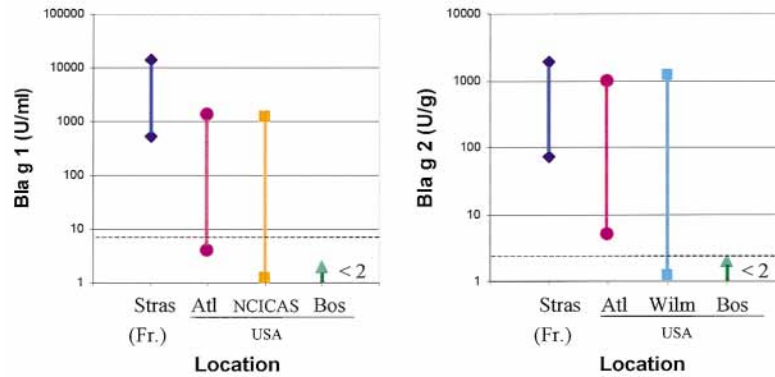 100000
10000
1000
100
10
1
Bla g 1 (U/ml)
< 2
Stras Atl NCICAS Bos
(Fr.) USA
Location
10000
1000
100
10
1
Bla g 2 (U/g)
< 2
Stras Atl Wilm Bos
(Fr.) USA
Location